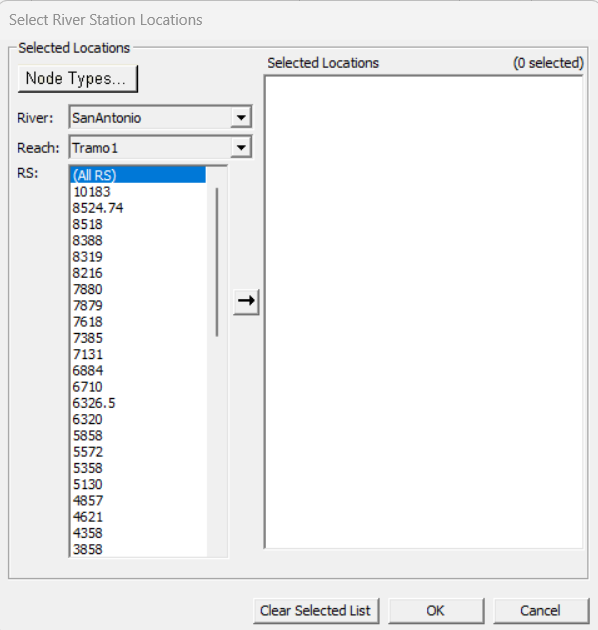 Select River Station Locations
Selected Locations
Node Types...
River: SanAntonio
Reach: Tramo1
RS:
(All RS)
10183
8524.74
8518
8388
8319
8216
7880
7879
7618
7385
7131
6884
6710
6326.5
6320
5858
5572
5358
5130
4857
4621
4358
3858
Selected Locations (0 selected)
Clear Selected List OK Cancel